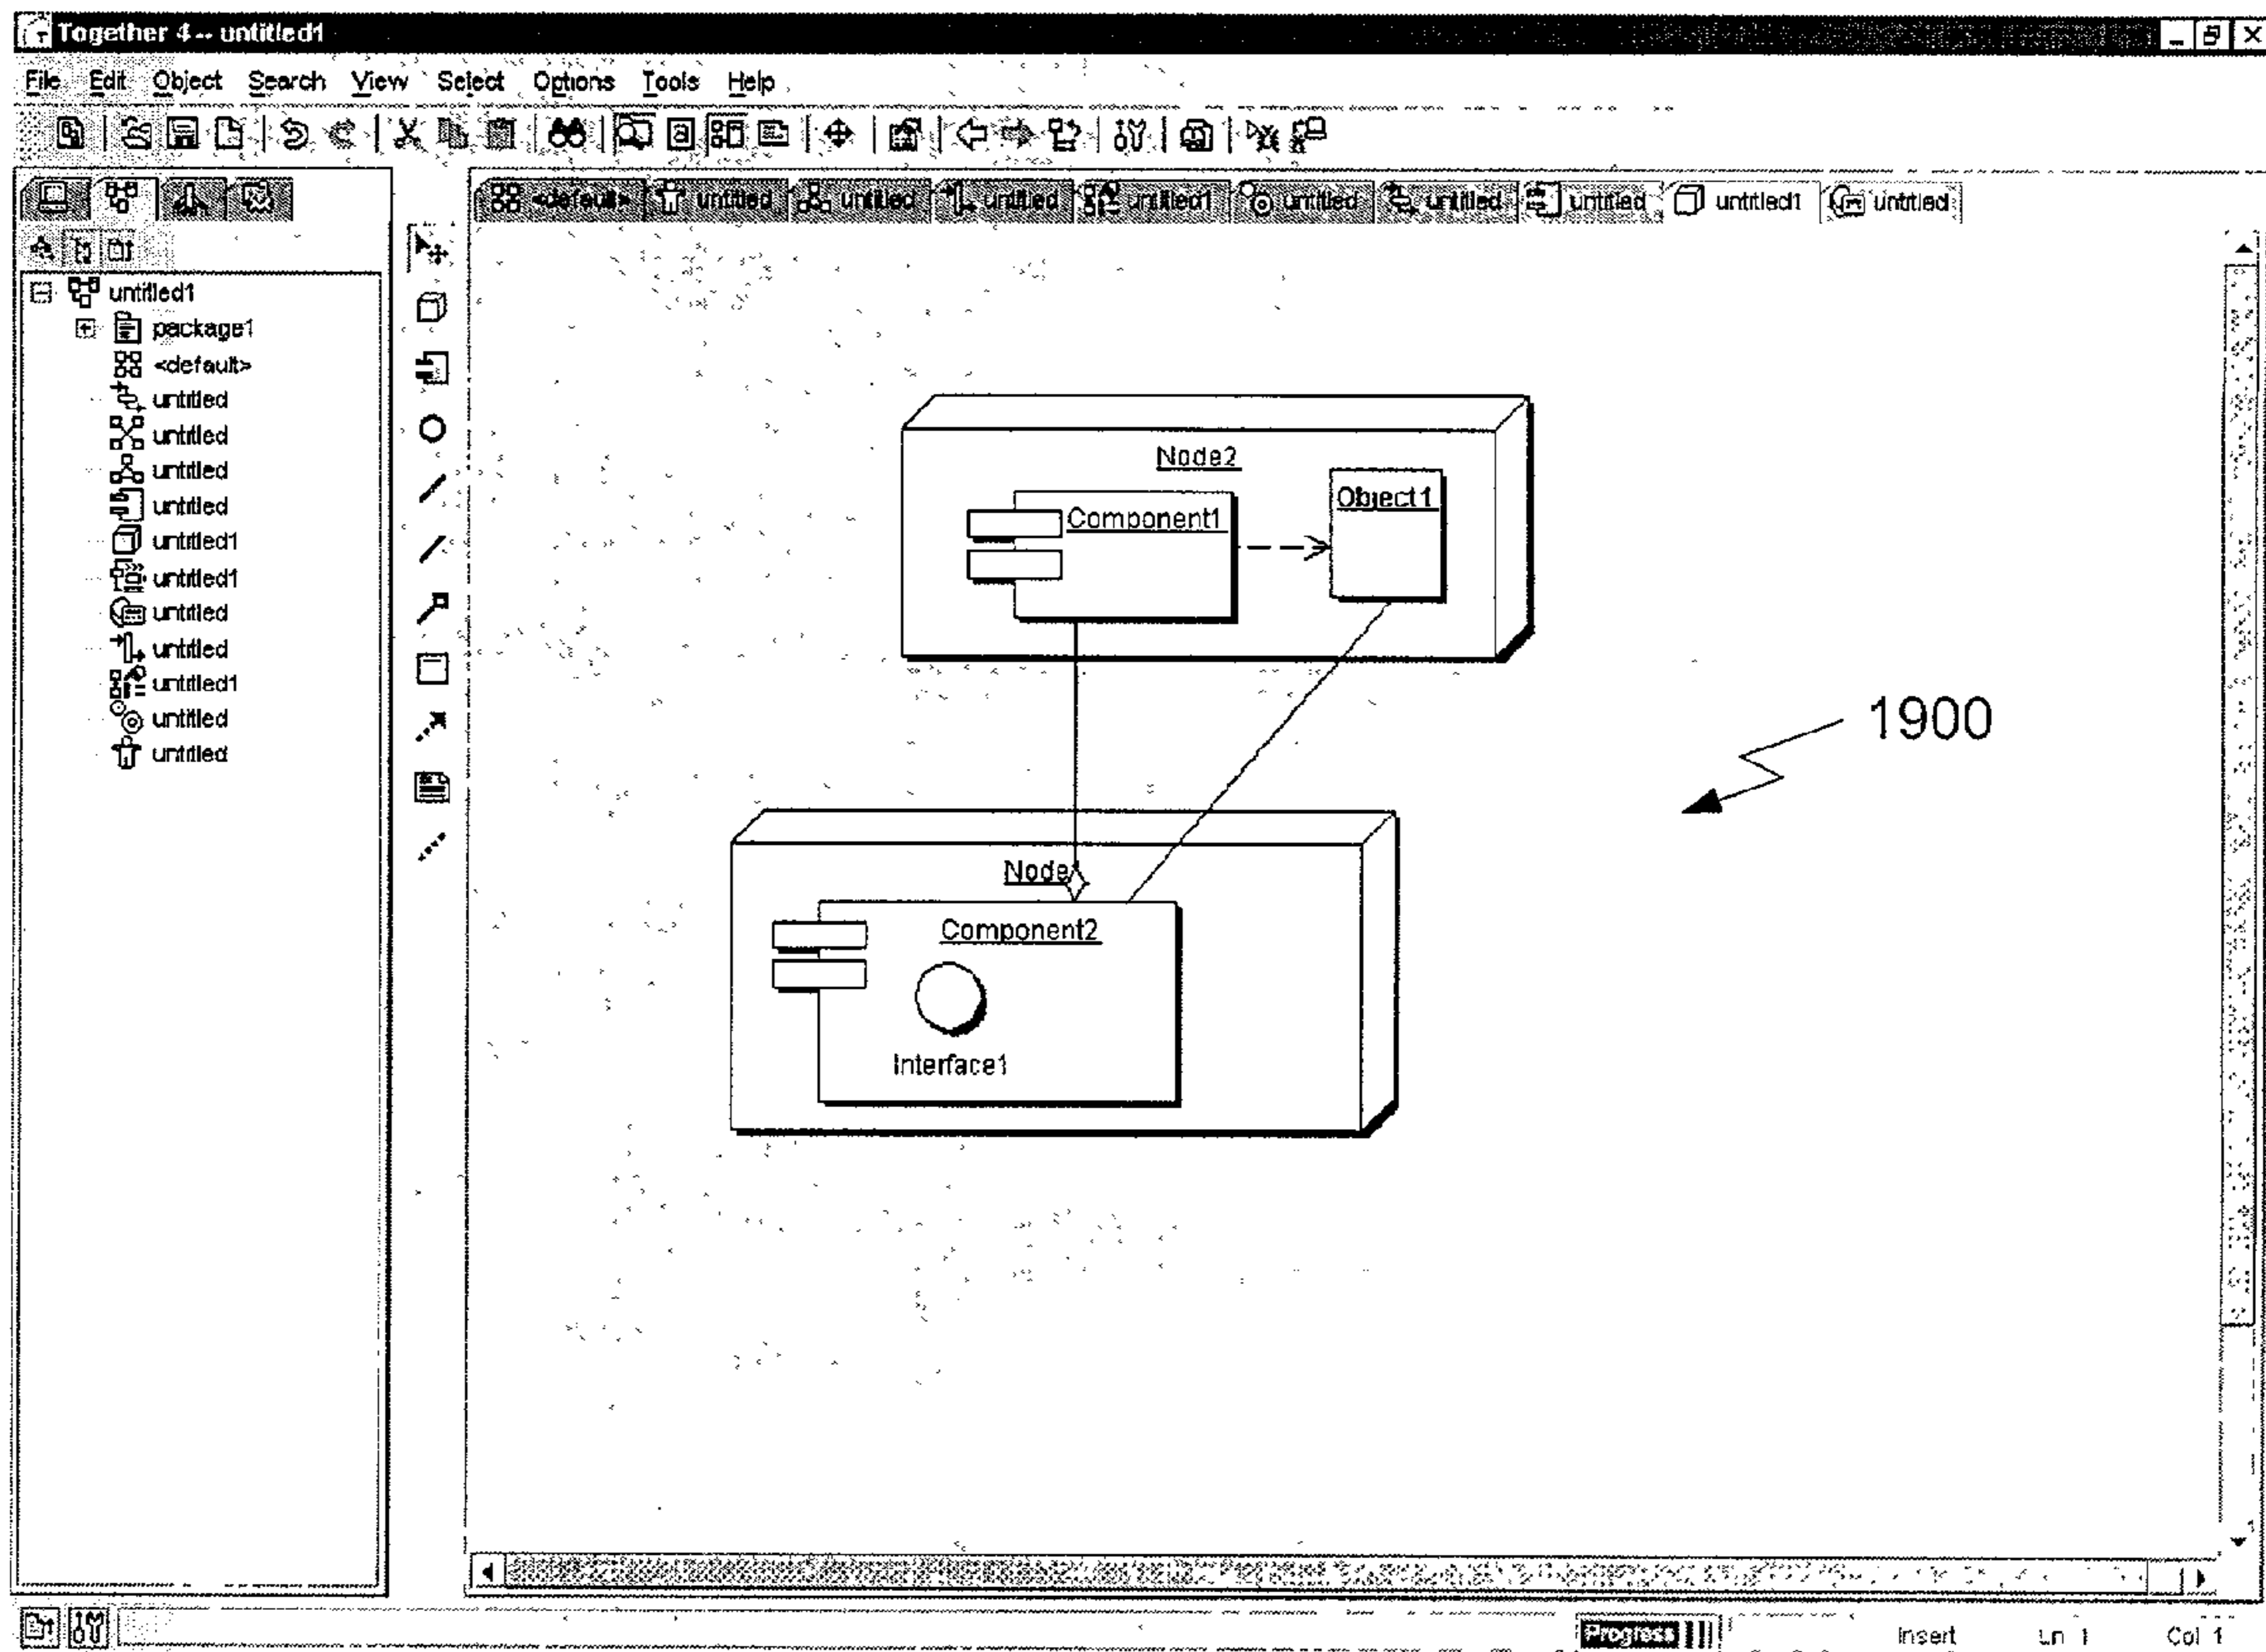 Together 4 -- untitled1
File Edit Object Search View Select Options Tools Help
<default> untitled untitled untitled untitled1 untitled untitled untitled untitled1 untitled
untitled1
package1
<default>
untitled
untitled
untitled
untitled
untitled1
untitled1
untitled
untitled
untitled1
untitled
untitled
Node2
Component1
Object1
1900
Node
Component2
Interface1
Progress
Insert Ln 1 Col 1